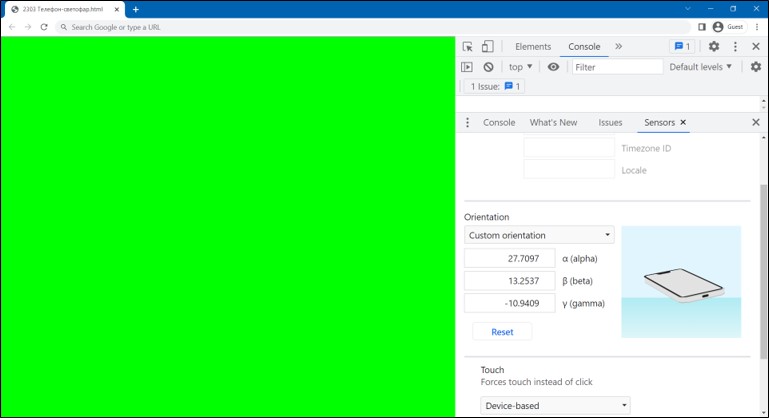 2203 Телефон-светофар.html
Search Google or type a URL
Guest
Elements Console
1
top Filter Default levels
1 Issue: 1
Console What's New Issues Sensors
Timezone ID
Locale
Orientation
Custom orientation
27.7097 α (alpha)
13.2537 β (beta)
-10.9409 γ (gamma)
Reset
Touch
Forces touch instead of click
Device-based